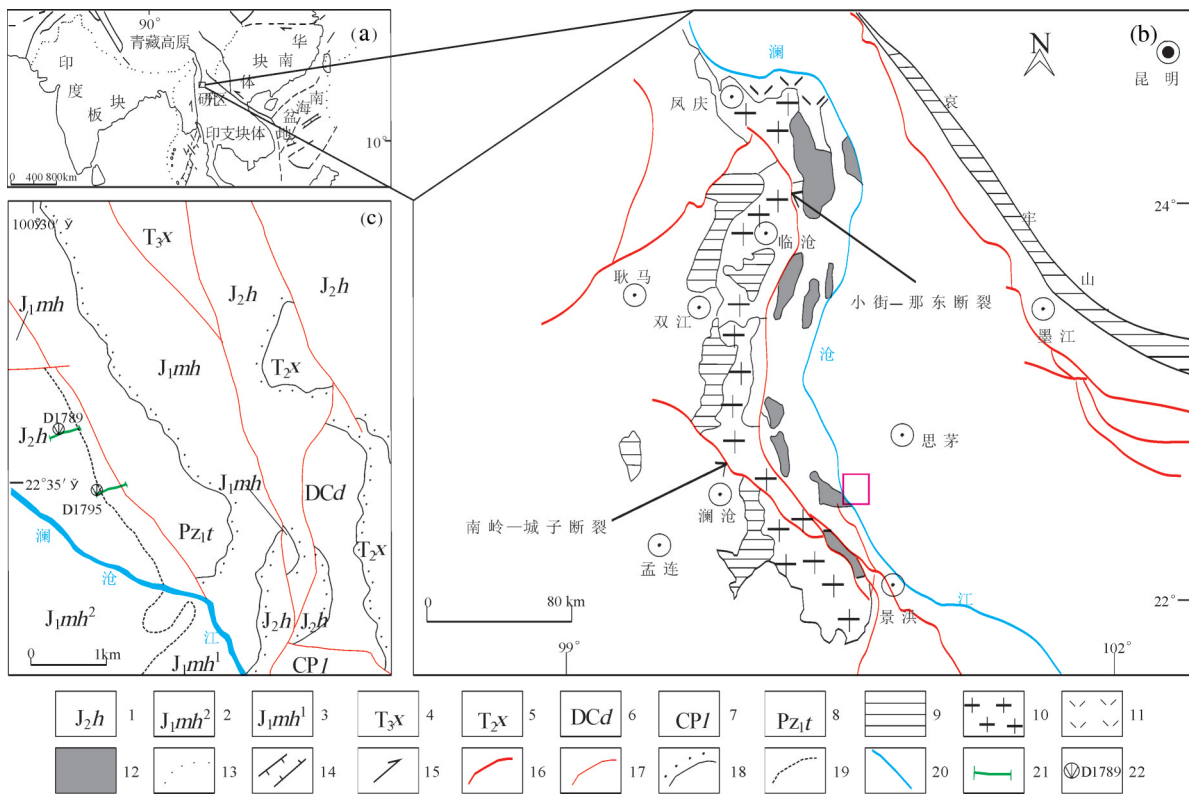 90°
(a)
青藏高原
印度板块
华南块体
研区
印支块体
南海盆地
10°
0 400 800km
(b)
N
昆明
澜
凤庆
哀
牢
山
24°
临沧
耿马
双江
小街—那东断裂
墨江
沧
思茅
澜沧
南岭—城子断裂
孟连
景洪
江
22°
0 80 km
99°
102°
(c)
100°30′
T₃x
J₂h
J₂h
J₁mh
J₁mh
T₂x
D1789
J₂h
22°35′
D1795
J₁mh
DCd
Pz₁t
T₂x
澜
沧
江
J₁mh²
J₂h
J₂h
J₁mh¹
CPl
0 1km
J₂h 1
J₁mh² 2
J₁mh¹ 3
T₃x 4
T₂x 5
DCd 6
CPl 7
Pz₁t 8
9
10
11
12
13
14
15
16
17
18
19
20
21
D1789 22